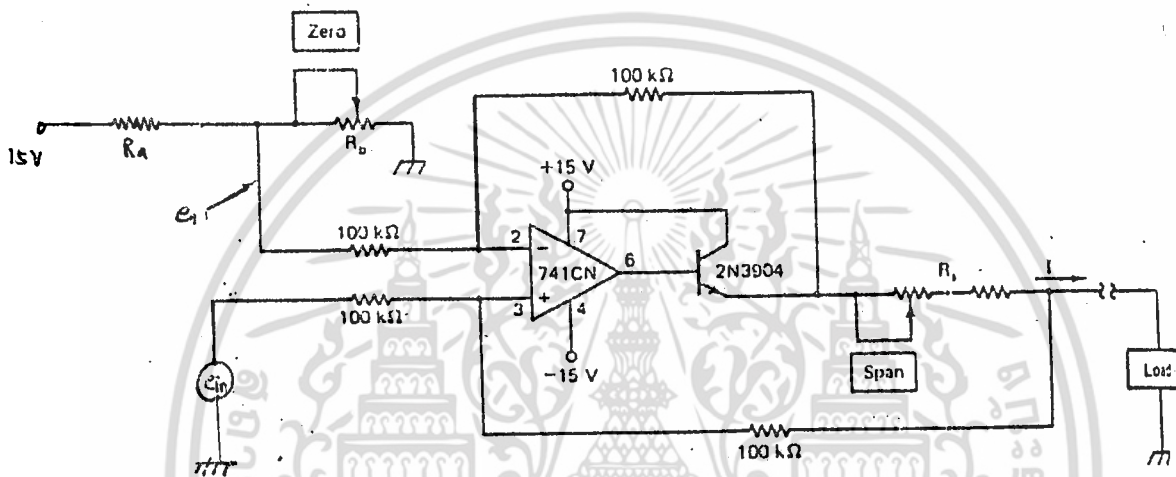 Zero
100 kΩ
15V
Ra
Rb
+15 V
e1
100 kΩ
2
7
741CN
6
2N3904
3
4
100 kΩ
-15 V
Rs
I
Span
Load
ein
100 kΩ